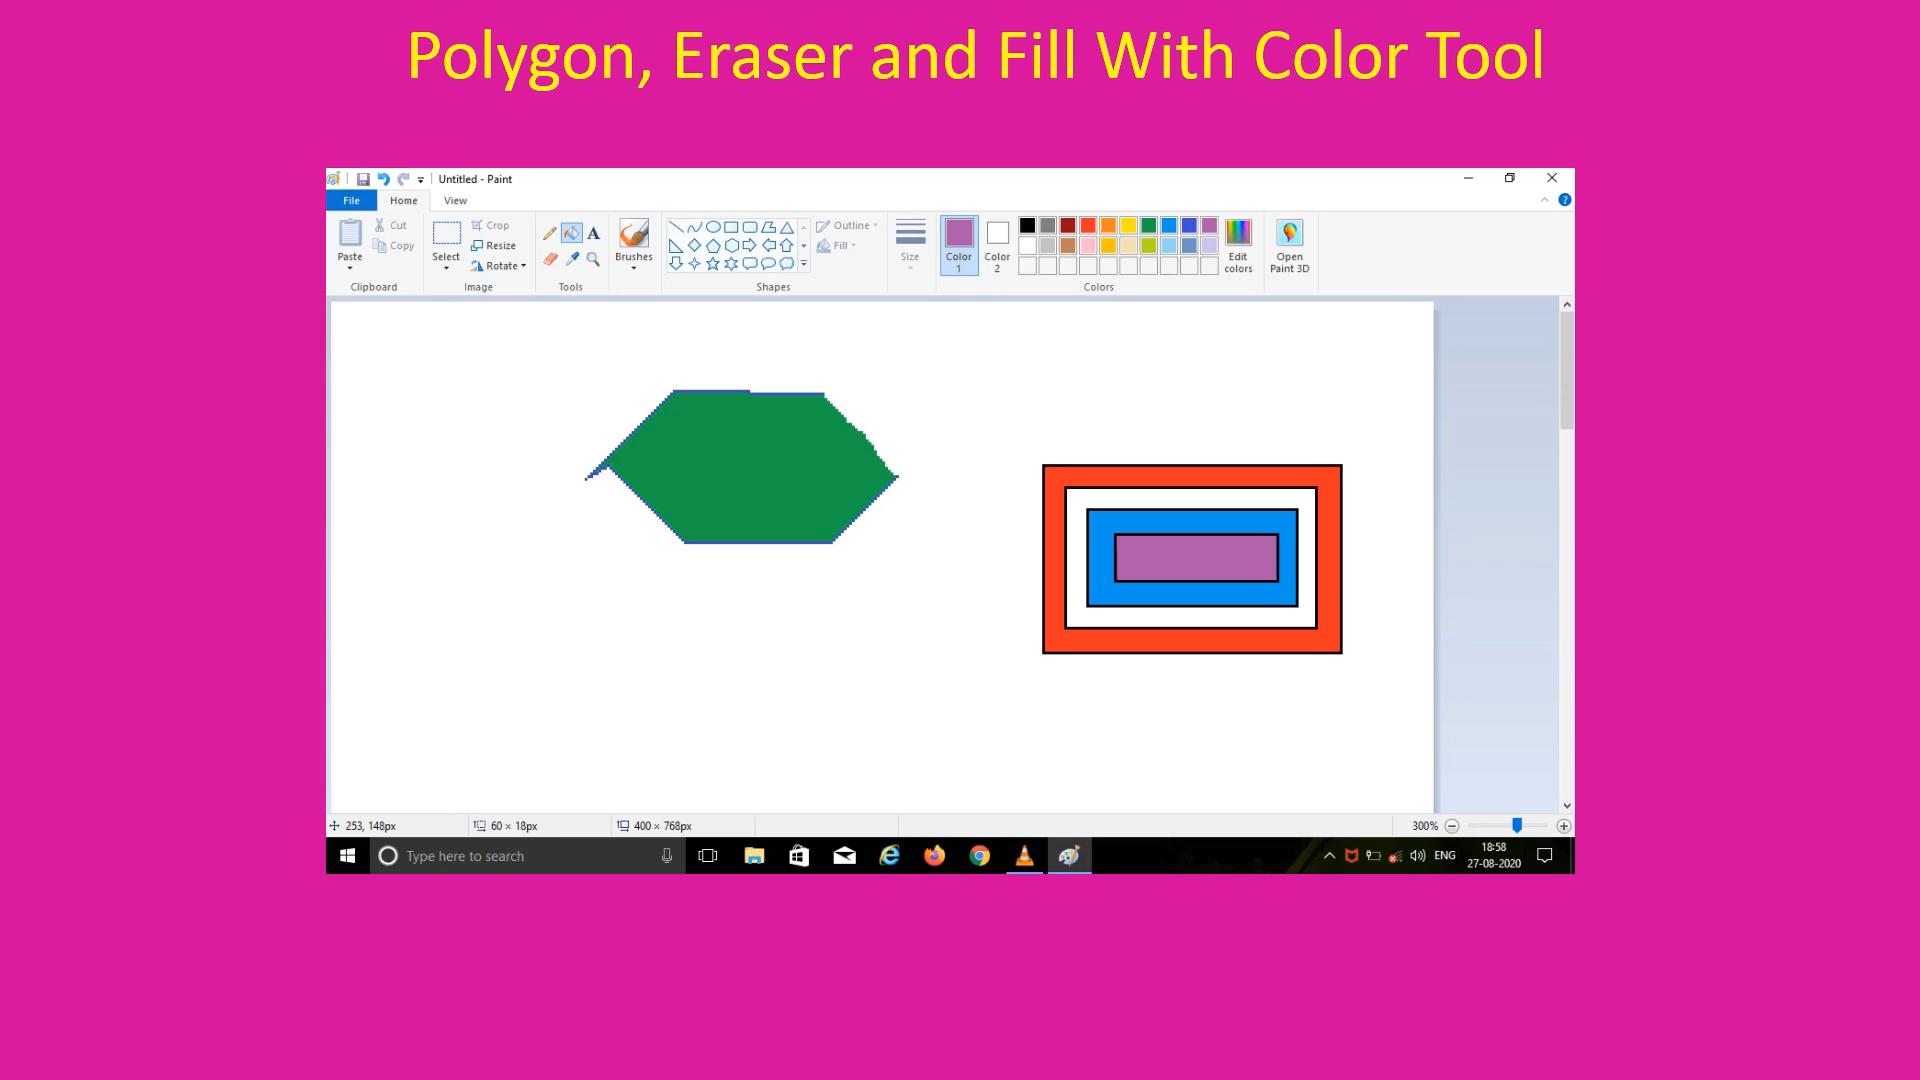 Polygon, Eraser and Fill With Color Tool
Untitled - Paint
File Home View
Paste Cut Copy
Clipboard
Select Crop Resize Rotate
Image
A
Tools
Brushes
Shapes
Outline
Fill
Size
Color 1
Color 2
Colors
Edit colors
Open Paint 3D
253, 148px 60 × 18px 400 × 768px 300%
Type here to search
ENG 18:58
27-08-2020